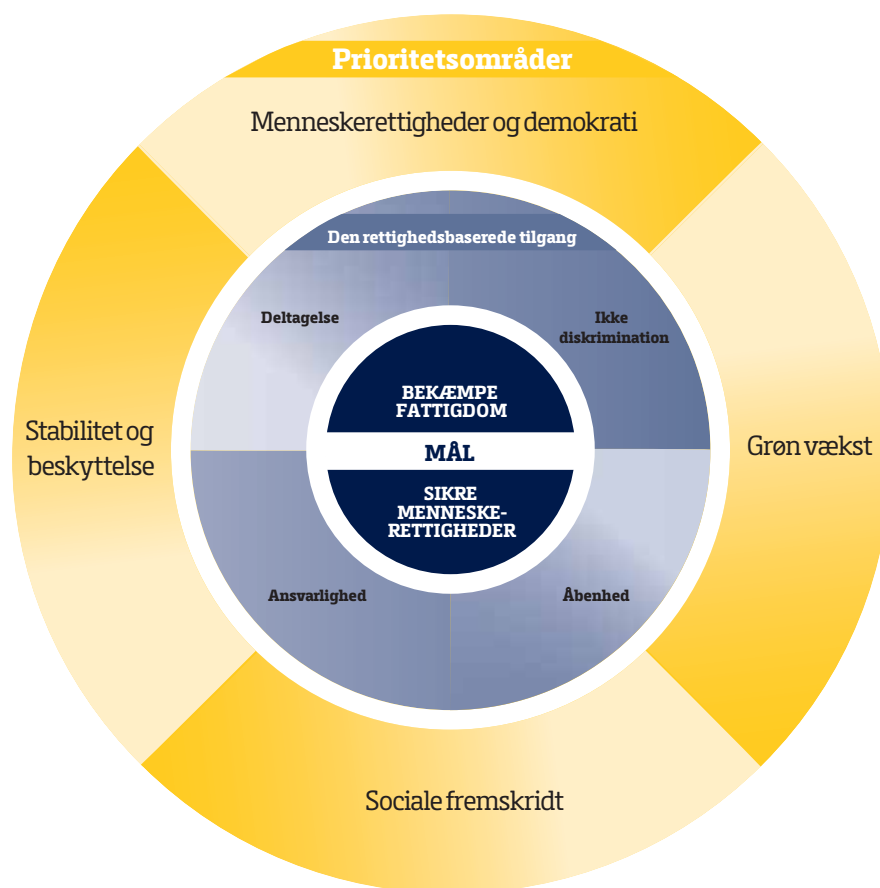 Prioritetsområder
Menneskerettigheder og demokrati
Den rettighedsbaserede tilgang
Deltagelse
Ikke
diskrimination
BEKÆMPE
FATTIGDOM
Stabilitet og
beskyttelse
MÅL
Grøn vækst
SIKRE
MENNESKE-
RETTIGHEDER
Ansvarlighed
Åbenhed
Sociale fremskridt